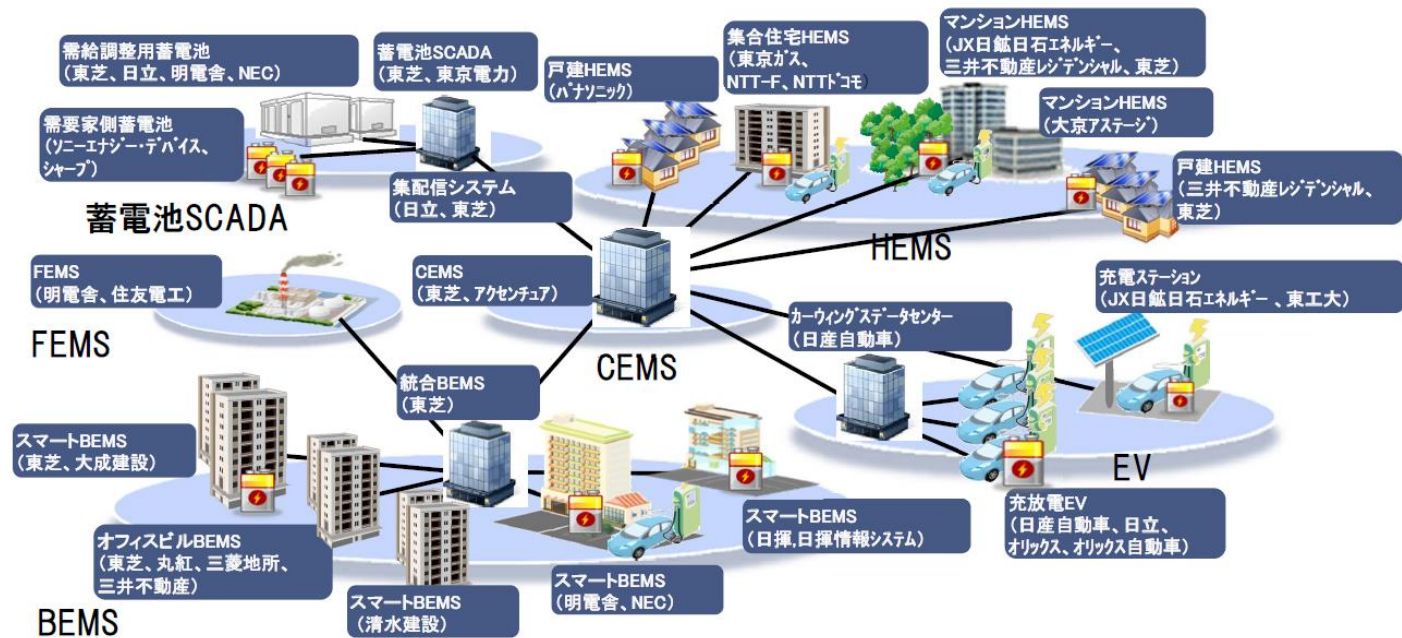 需給調整用蓄電池
(東芝、日立、明電舎、NEC)
蓄電池SCADA
(東芝、東京電力)
需要家側蓄電池
(ソニーエナジー・デバイス、
シャープ)
集配信システム
(日立、東芝)
蓄電池SCADA
戸建HEMS
(パナソニック)
集合住宅HEMS
(東京ガス、
NTT-F、NTTドコモ)
マンションHEMS
(JX日鉱日石エネルギー、
三井不動産レジデンシャル、東芝)
マンションHEMS
(大京アステージ)
戸建HEMS
(三井不動産レジデンシャル、
東芝)
HEMS
FEMS
(明電舎、住友電工)
FEMS
CEMS
(東芝、アクセンチュア)
CEMS
カーウィングスデータセンター
(日産自動車)
充電ステーション
(JX日鉱日石エネルギー 、東工大)
EV
充放電EV
(日産自動車、日立、
オリックス、オリックス自動車)
統合BEMS
(東芝)
スマートBEMS
(東芝、大成建設)
オフィスビルBEMS
(東芝、丸紅、三菱地所、
三井不動産)
スマートBEMS
(清水建設)
スマートBEMS
(明電舎、NEC)
スマートBEMS
(日揮,日揮情報システム)
BEMS